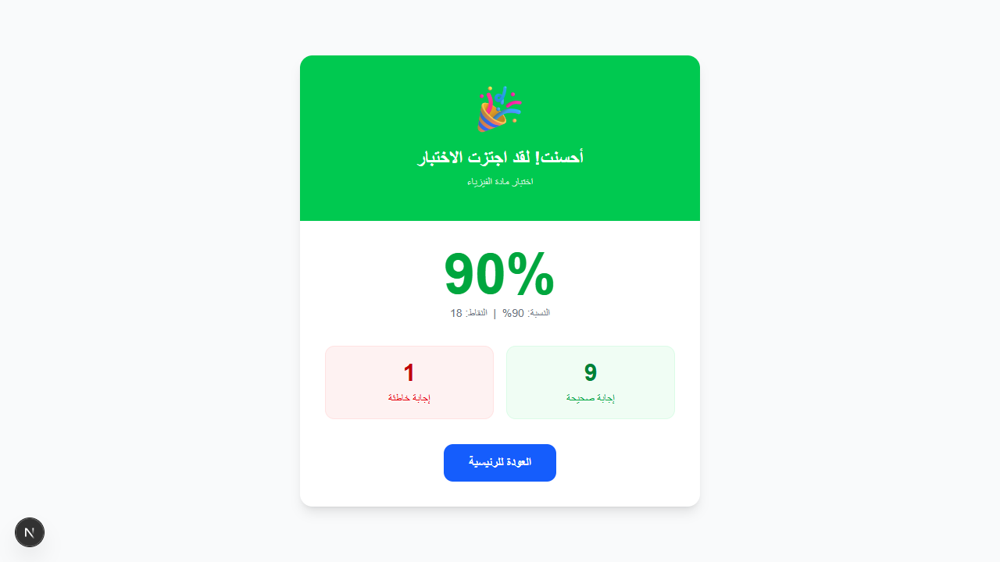 أحسنت! لقد اجتزت الاختبار
اختبار مادة الفيزياء
90%
النسبة: 90% | النقاط: 18
9
إجابة صحيحة
1
إجابة خاطئة
العودة للرئيسية
N